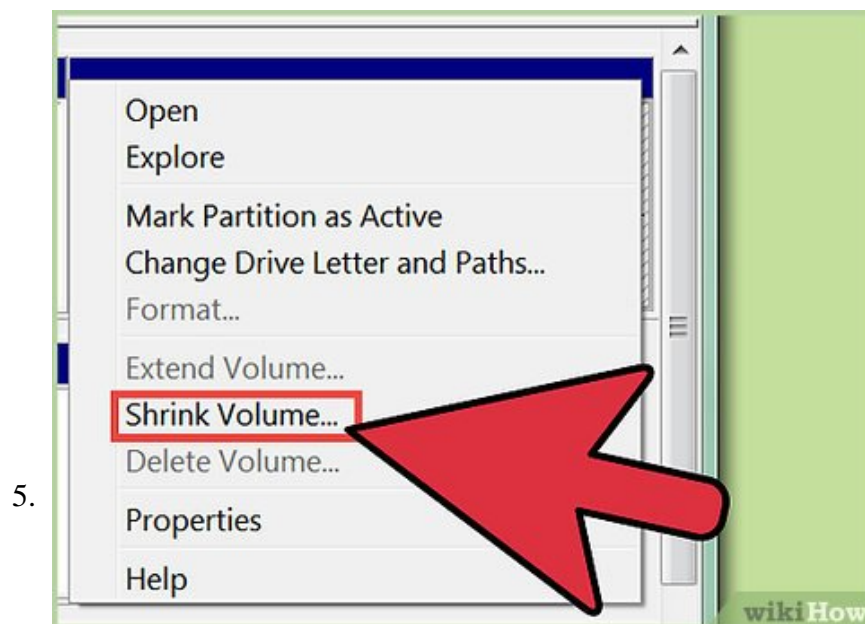 Open
Explore
Mark Partition as Active
Change Drive Letter and Paths...
Format...
Extend Volume...
Shrink Volume...
Delete Volume...
5.
Properties
Help
wikiHow